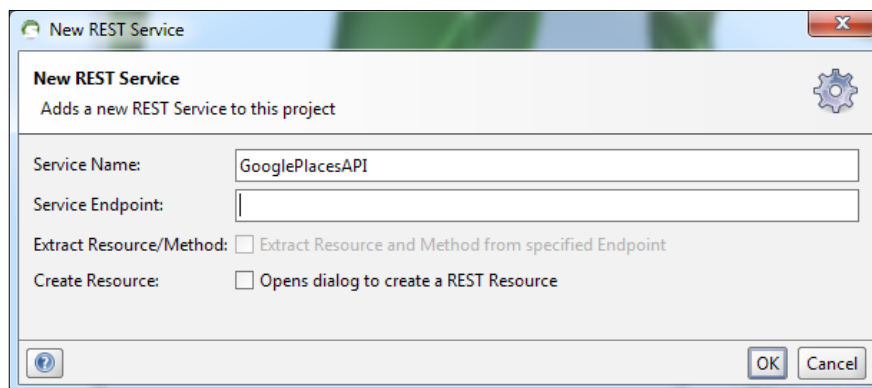 New REST Service
New REST Service
Adds a new REST Service to this project
Service Name: GooglePlacesAPI
Service Endpoint:
Extract Resource/Method: Extract Resource and Method from specified Endpoint
Create Resource: Opens dialog to create a REST Resource
? OK Cancel